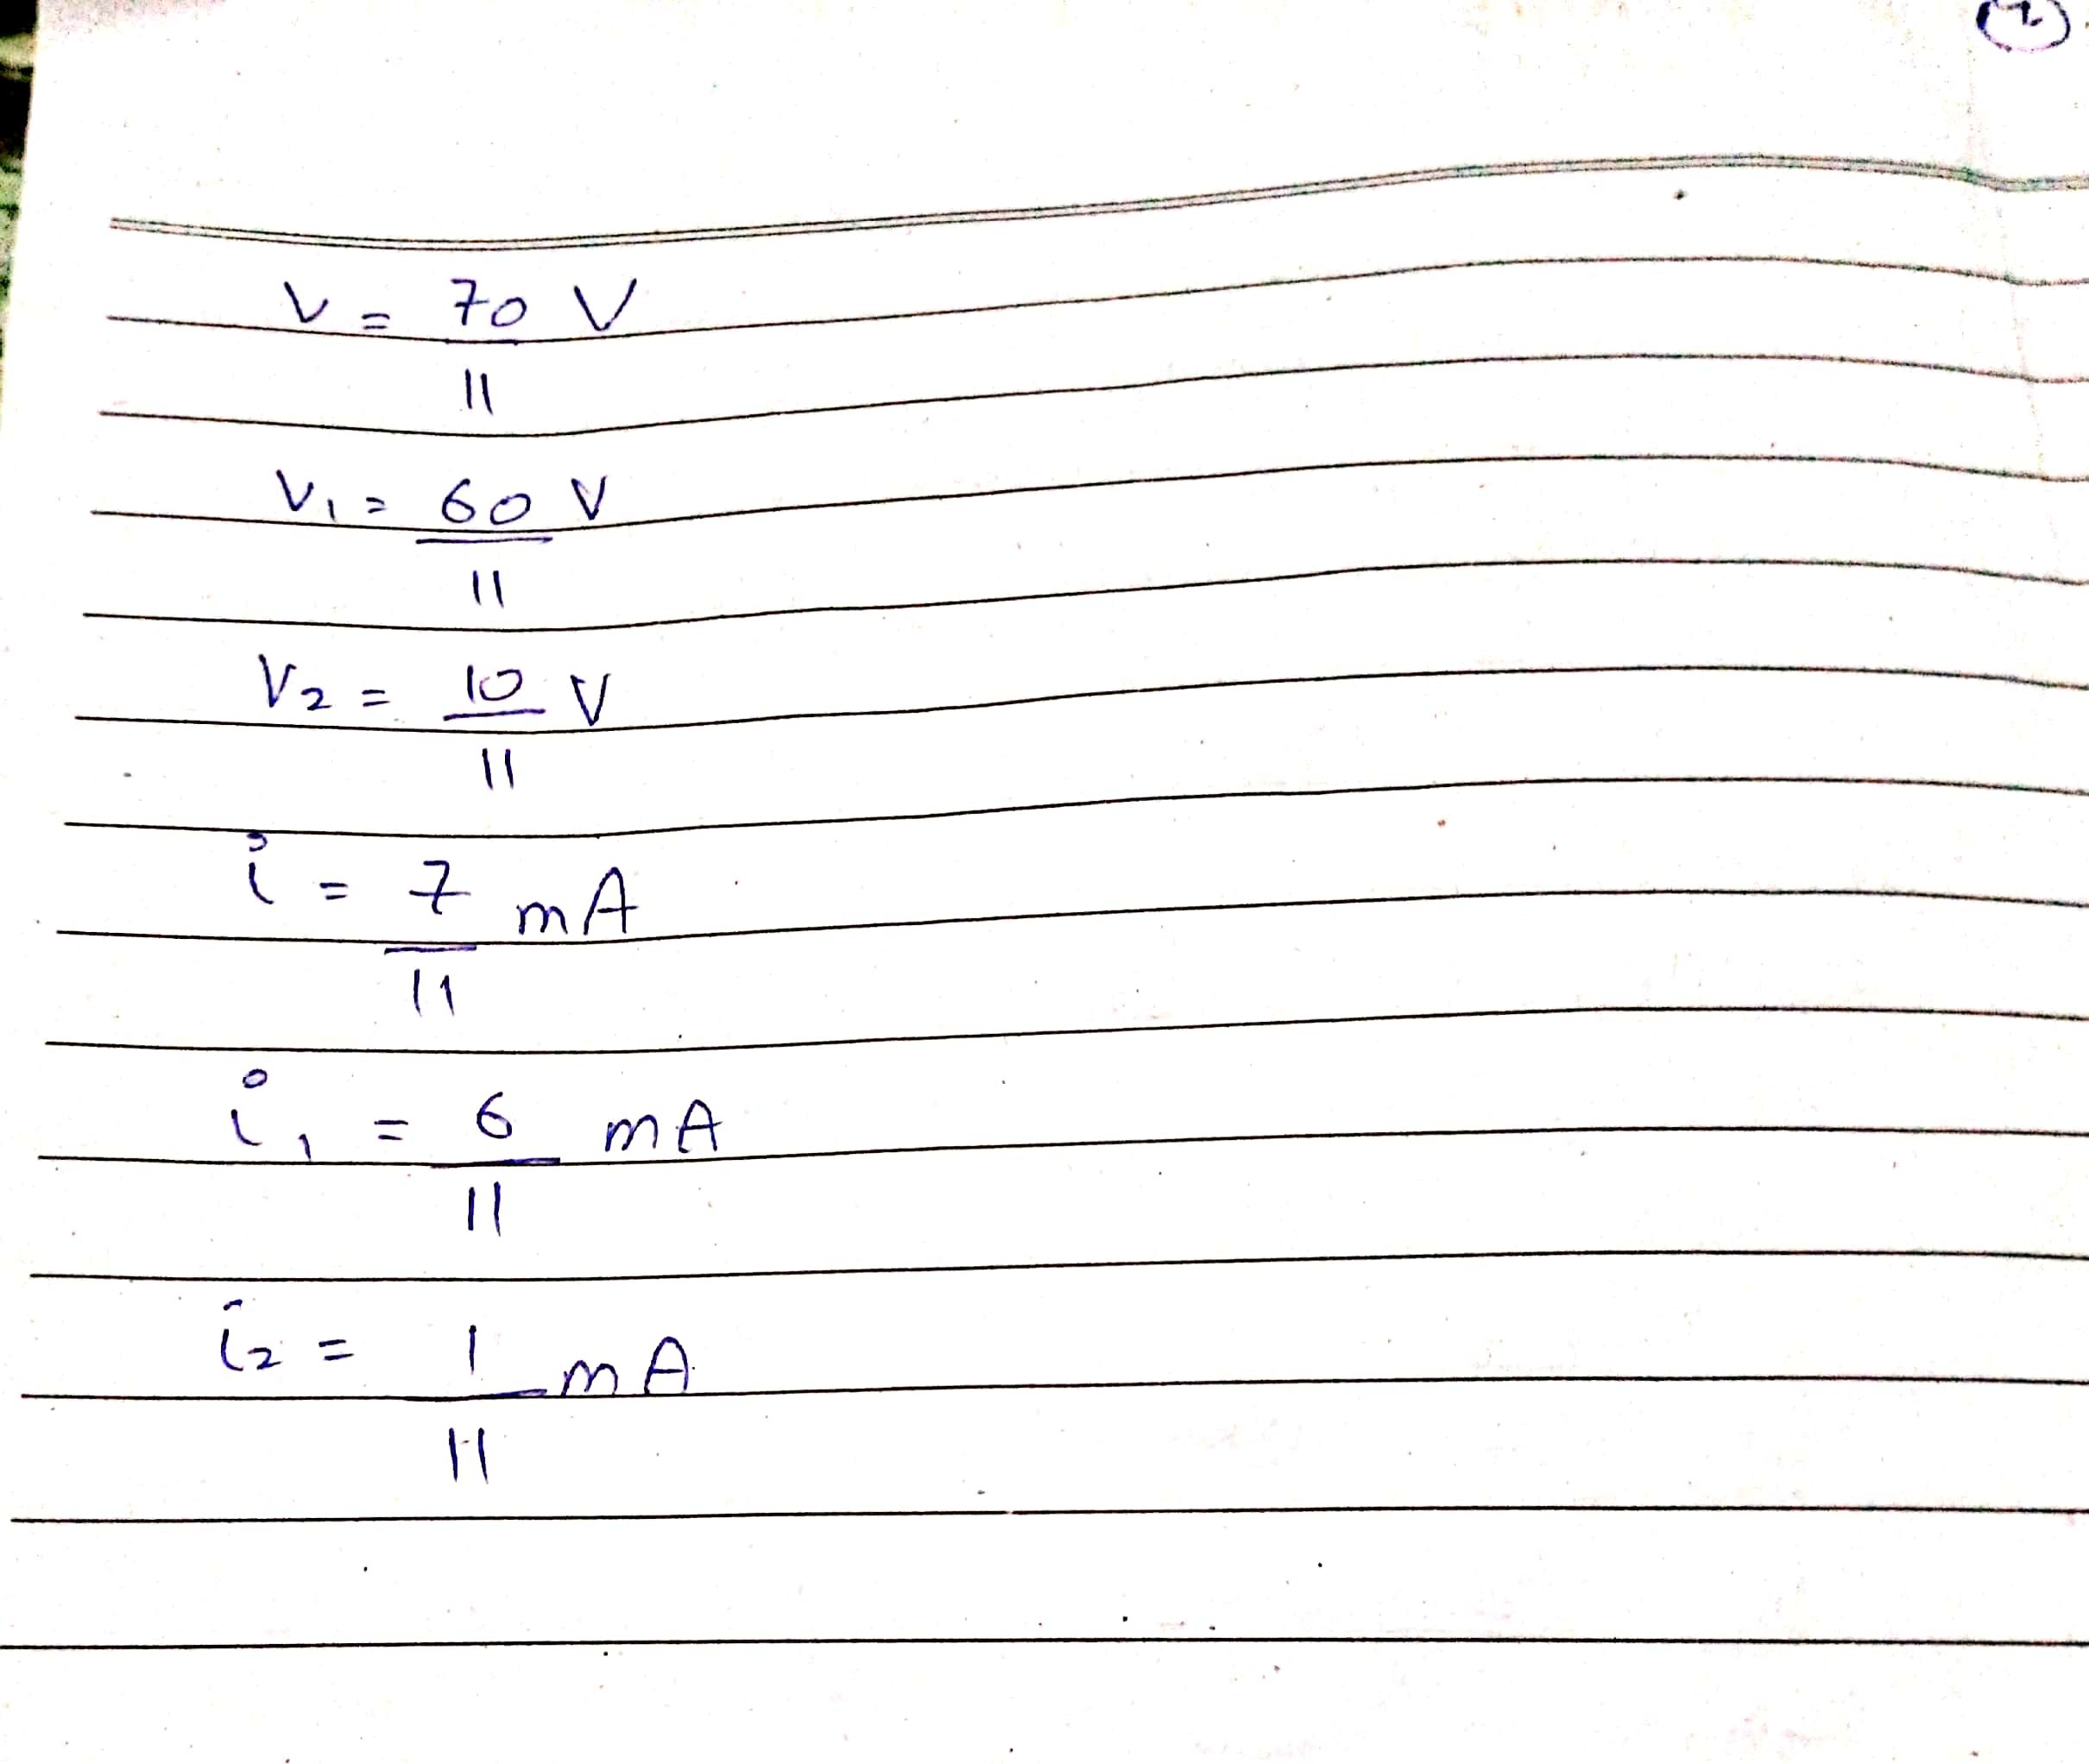 (2)
V = 70 V
11
V1 = 60 V
11
V2 = 10 V
11
i = 7 mA
11
i1 = 6 mA
11
i2 = 1 mA
11